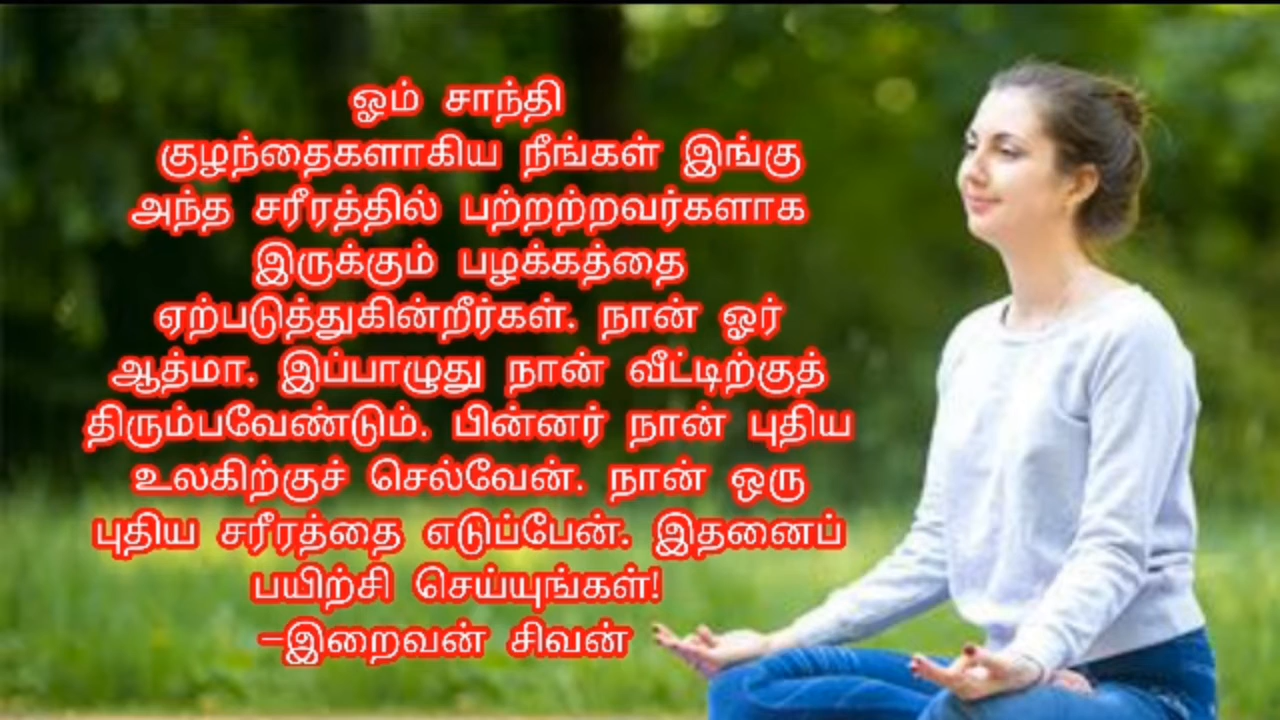 ஓம் சாந்தி
குழந்தைகளாகிய நீங்கள் இங்கு
அந்த சரீரத்தில் பற்றற்றவர்களாக
இருக்கும் பழக்கத்தை
ஏற்படுத்துகின்றீர்கள். நான் ஓர்
ஆத்மா. இப்பாழுது நான் வீட்டிற்குத்
திரும்பவேண்டும். பின்னர் நான் புதிய
உலகிற்குச் செல்வேன். நான் ஒரு
புதிய சரீரத்தை எடுப்பேன். இதனைப்
பயிற்சி செய்யுங்கள்!
-இறைவன் சிவன்